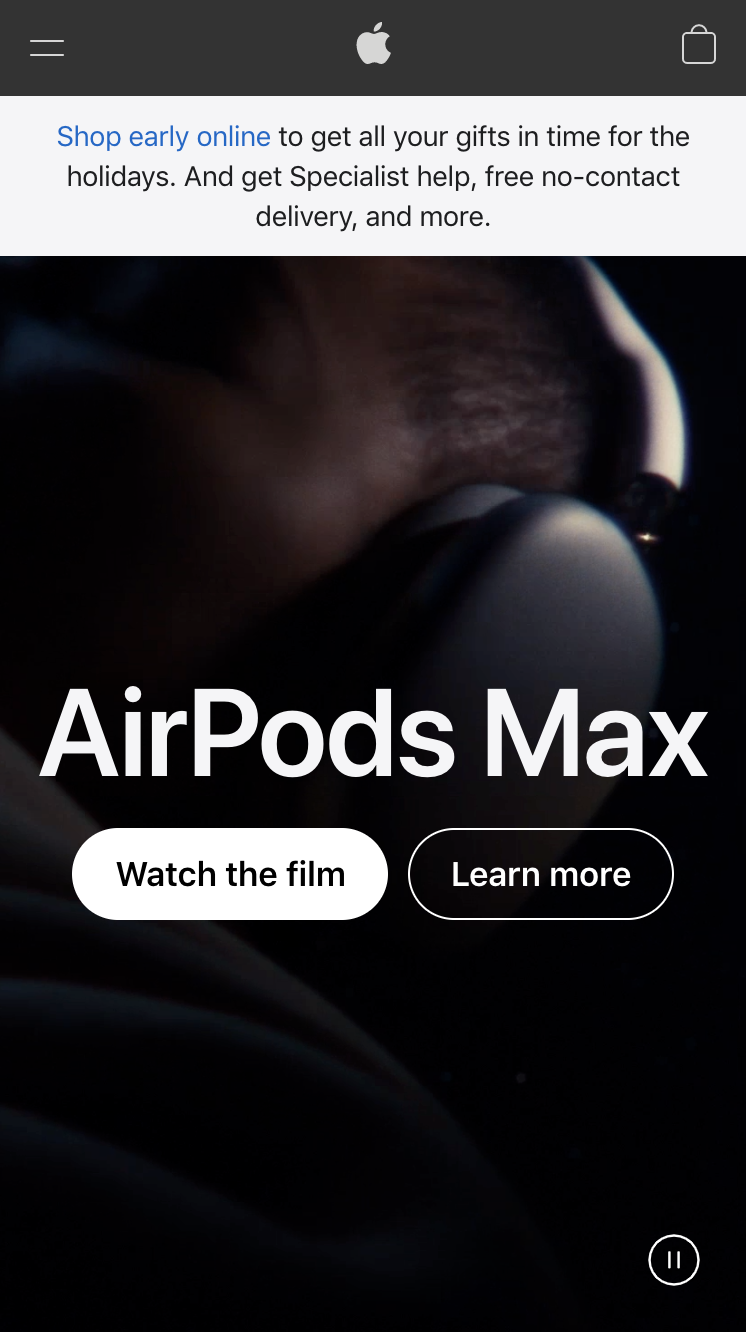 Shop early online to get all your gifts in time for the
holidays. And get Specialist help, free no-contact
delivery, and more.
AirPods Max
Watch the film
Learn more